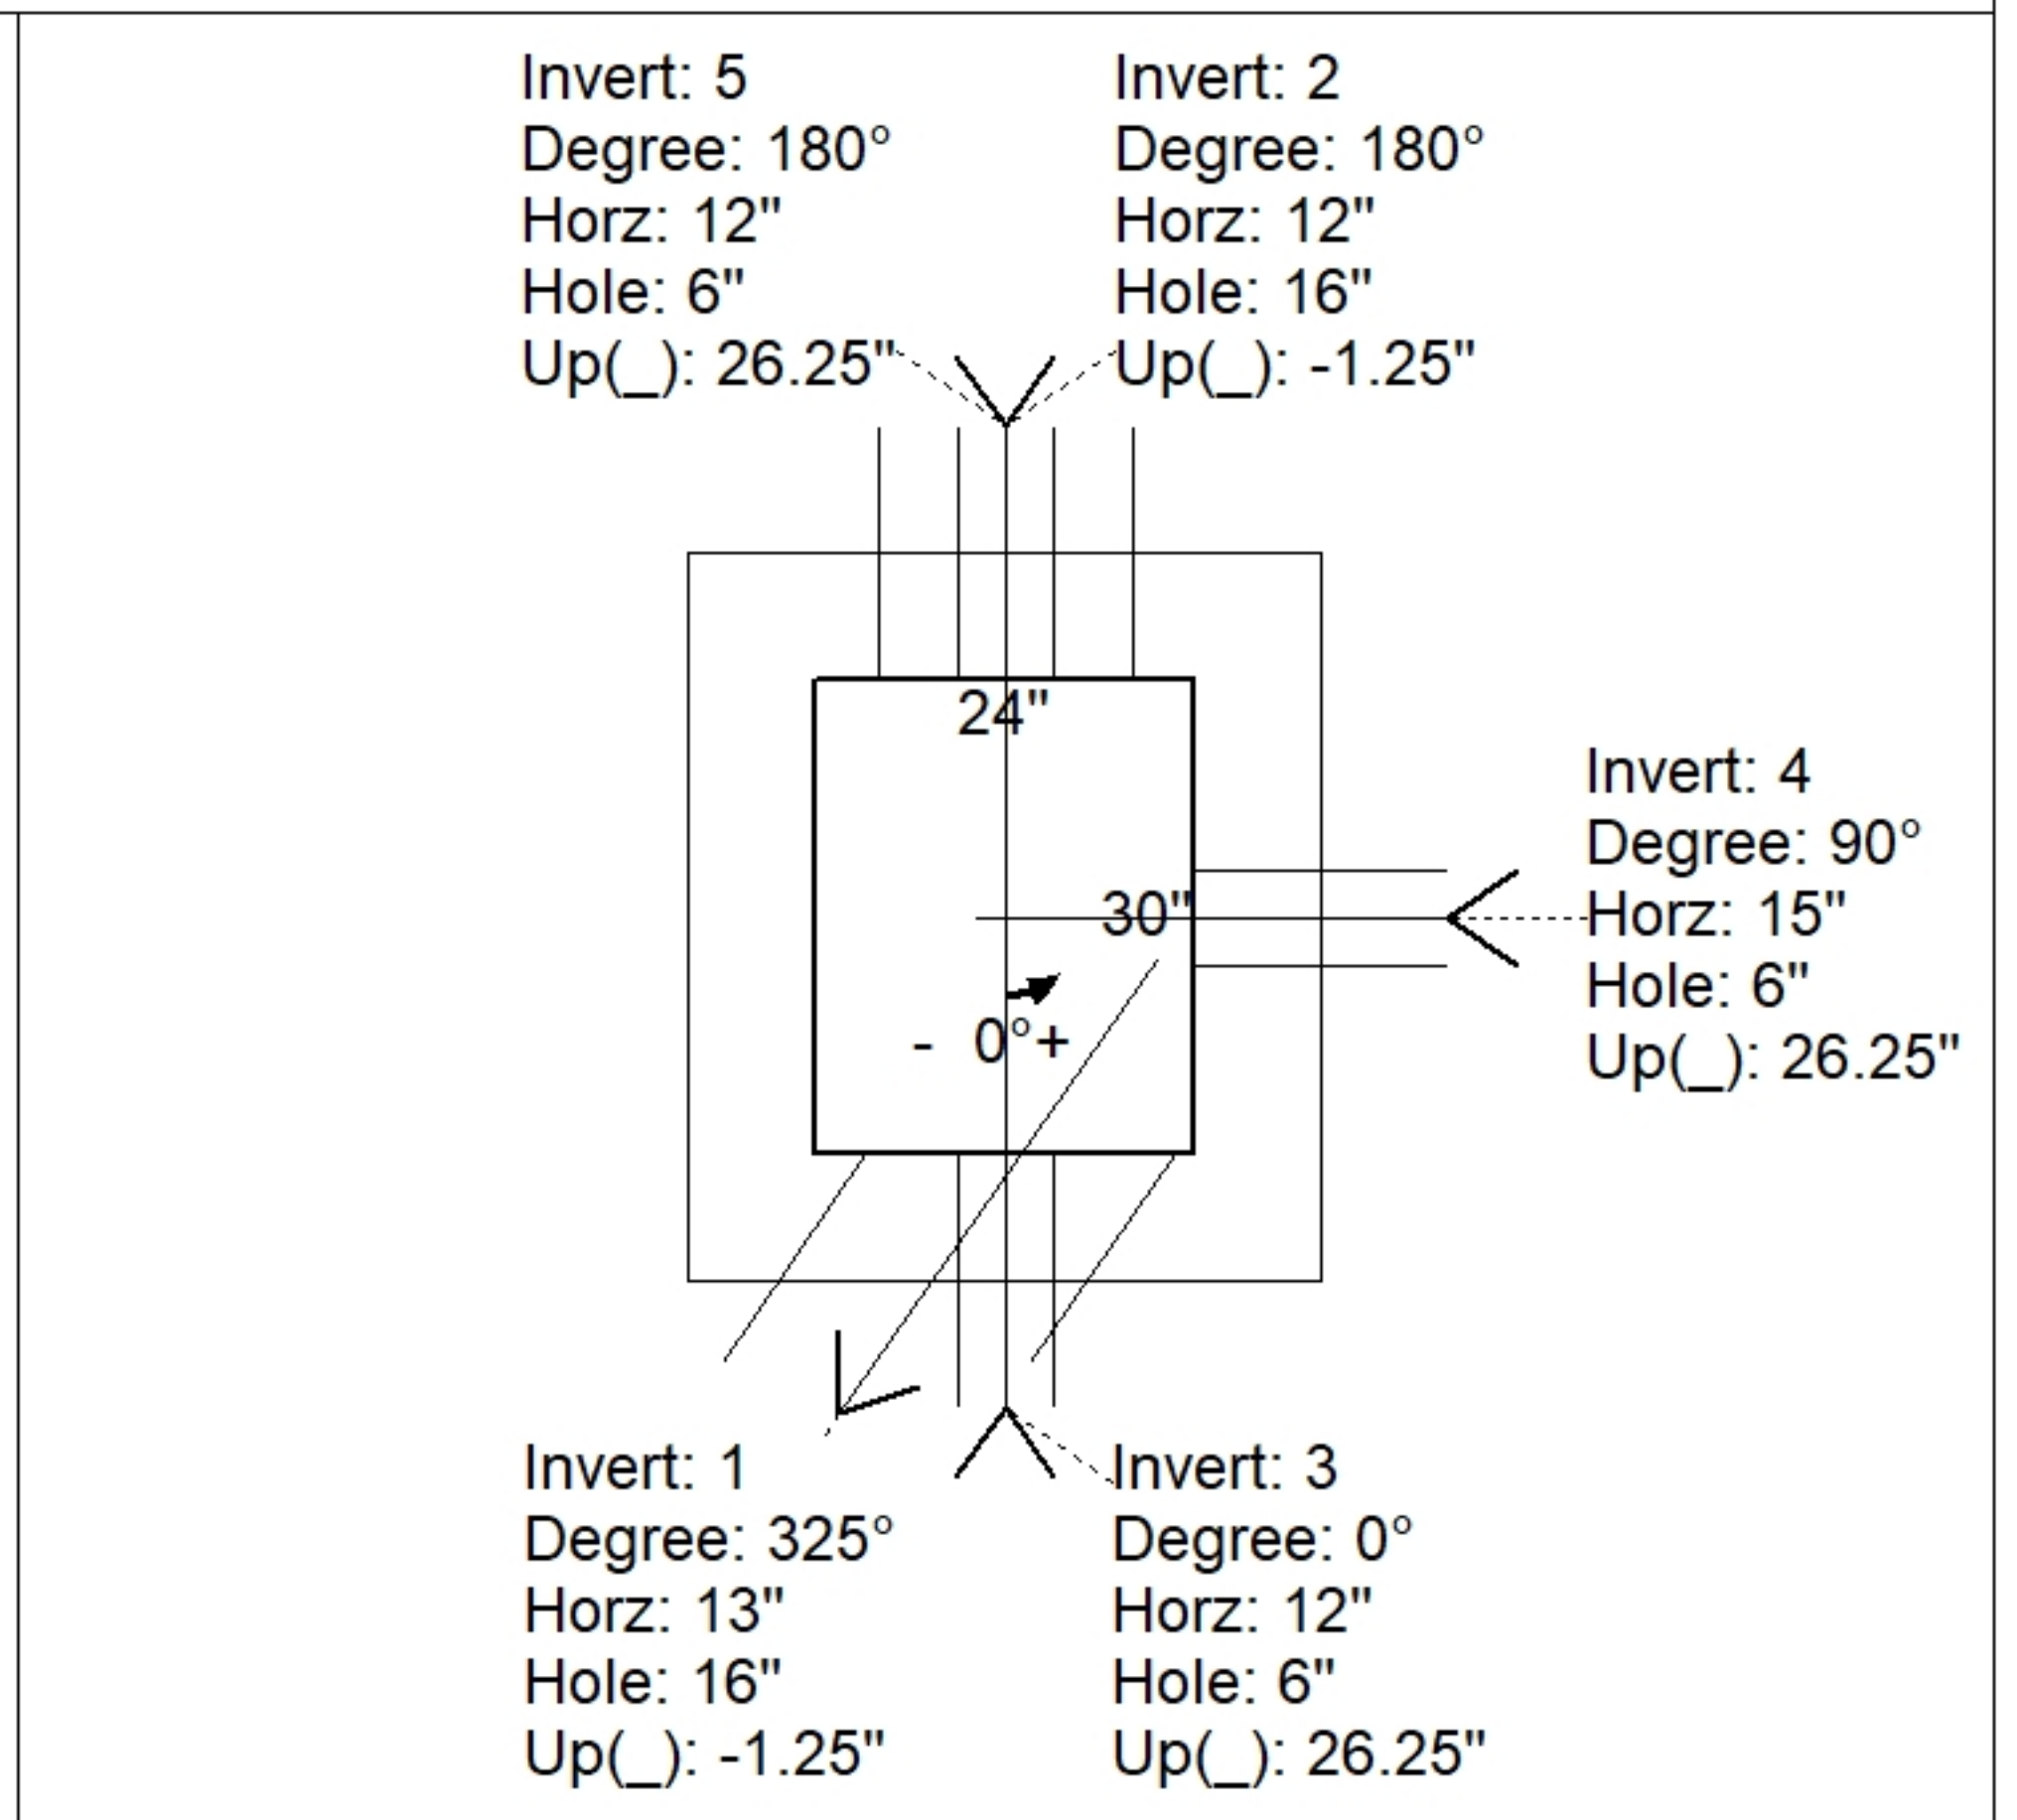 Invert: 5
Degree: 180°
Horz: 12"
Hole: 6"
Up(_): 26.25"
Invert: 2
Degree: 180°
Horz: 12"
Hole: 16"
Up(_): -1.25"
24"
30"
- 0°+
Invert: 4
Degree: 90°
Horz: 15"
Hole: 6"
Up(_): 26.25"
Invert: 1
Degree: 325°
Horz: 13"
Hole: 16"
Up(_): -1.25"
Invert: 3
Degree: 0°
Horz: 12"
Hole: 6"
Up(_): 26.25"